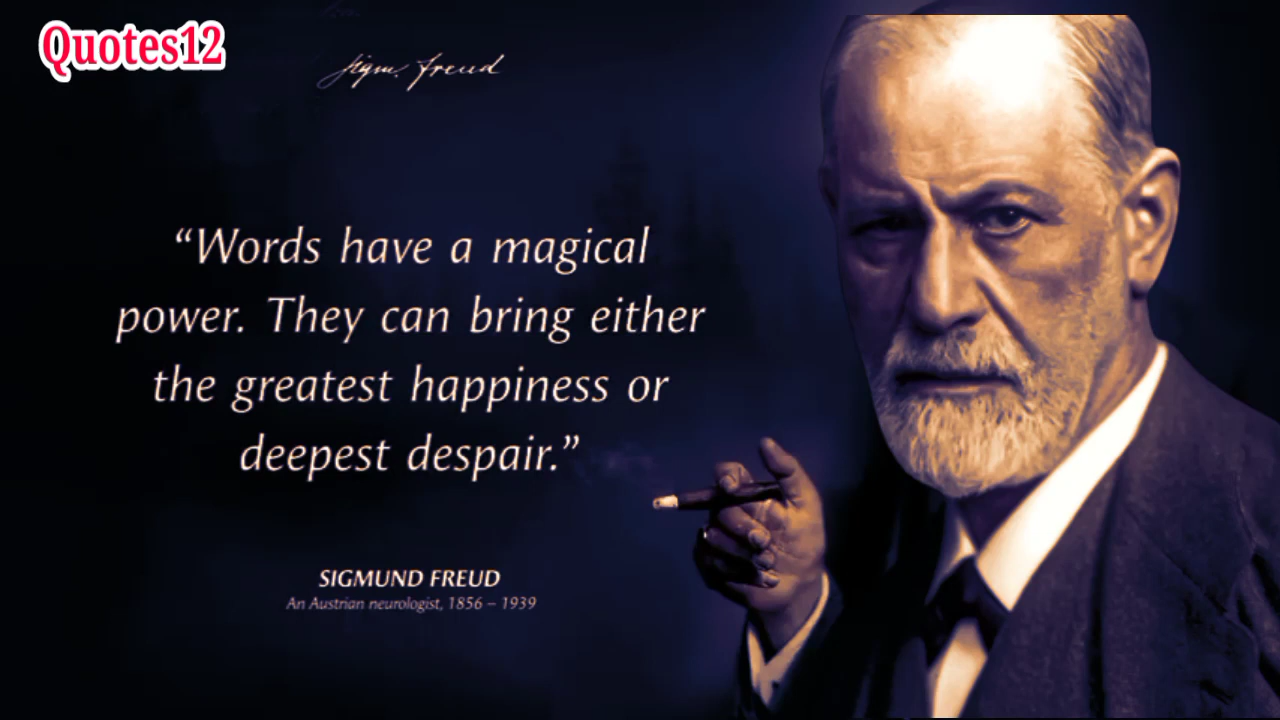 Quotes12
Sigm. Freud
“Words have a magical
power. They can bring either
the greatest happiness or
deepest despair.”
SIGMUND FREUD
An Austrian neurologist, 1856 – 1939